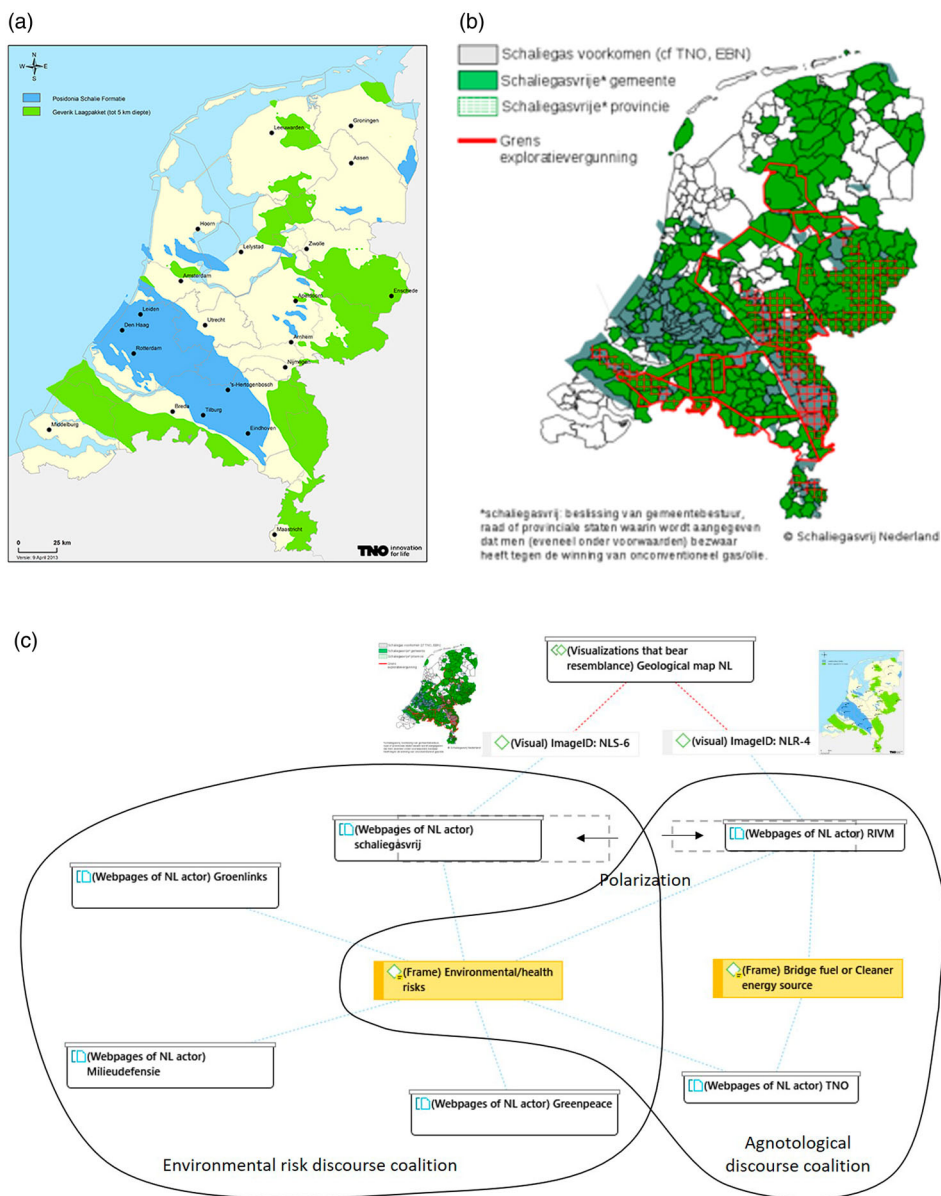 (a)
N
W
E
S
Posidonia Schalie Formatie
Geverik Laagpakket (tot 5 km diepte)
Leeuwarden
Groningen
Assen
Hoorn
Lelystad
Zwolle
Amsterdam
Enschede
Apeldoorn
Leiden
Den Haag
Utrecht
Rotterdam
Arnhem
Nijmegen
's-Hertogenbosch
Breda
Tilburg
Middelburg
Eindhoven
Maastricht
0
25 km
Versie: 9 April 2013
TNO innovation
for life
(b)
Schaliegas voorkomen (cf TNO, EBN)
Schaliegasvrije* gemeente
Schaliegasvrije* provincie
Grens
exploratievergunning
*schaliegasvrij: beslissing van gemeentebestuur,
raad of provinciale staten waarin wordt aangegeven
dat men (eveneel onder voorwaarden) bezwaar
heeft tegen de winning van onconventioneel gas/olie.
© Schaliegasvrij Nederland
(c)
(Visualizations that bear
resemblance) Geological map NL
(Visual) ImageID: NLS-6
(visual) ImageID: NLR-4
(Webpages of NL actor)
schaliegasvrij
(Webpages of NL actor) RIVM
Polarization
(Webpages of NL actor) Groenlinks
(Frame) Environmental/health
risks
(Frame) Bridge fuel or Cleaner
energy source
(Webpages of NL actor)
Milieudefensie
(Webpages of NL actor) Greenpeace
(Webpages of NL actor) TNO
Environmental risk discourse coalition
Agnotological
discourse coalition